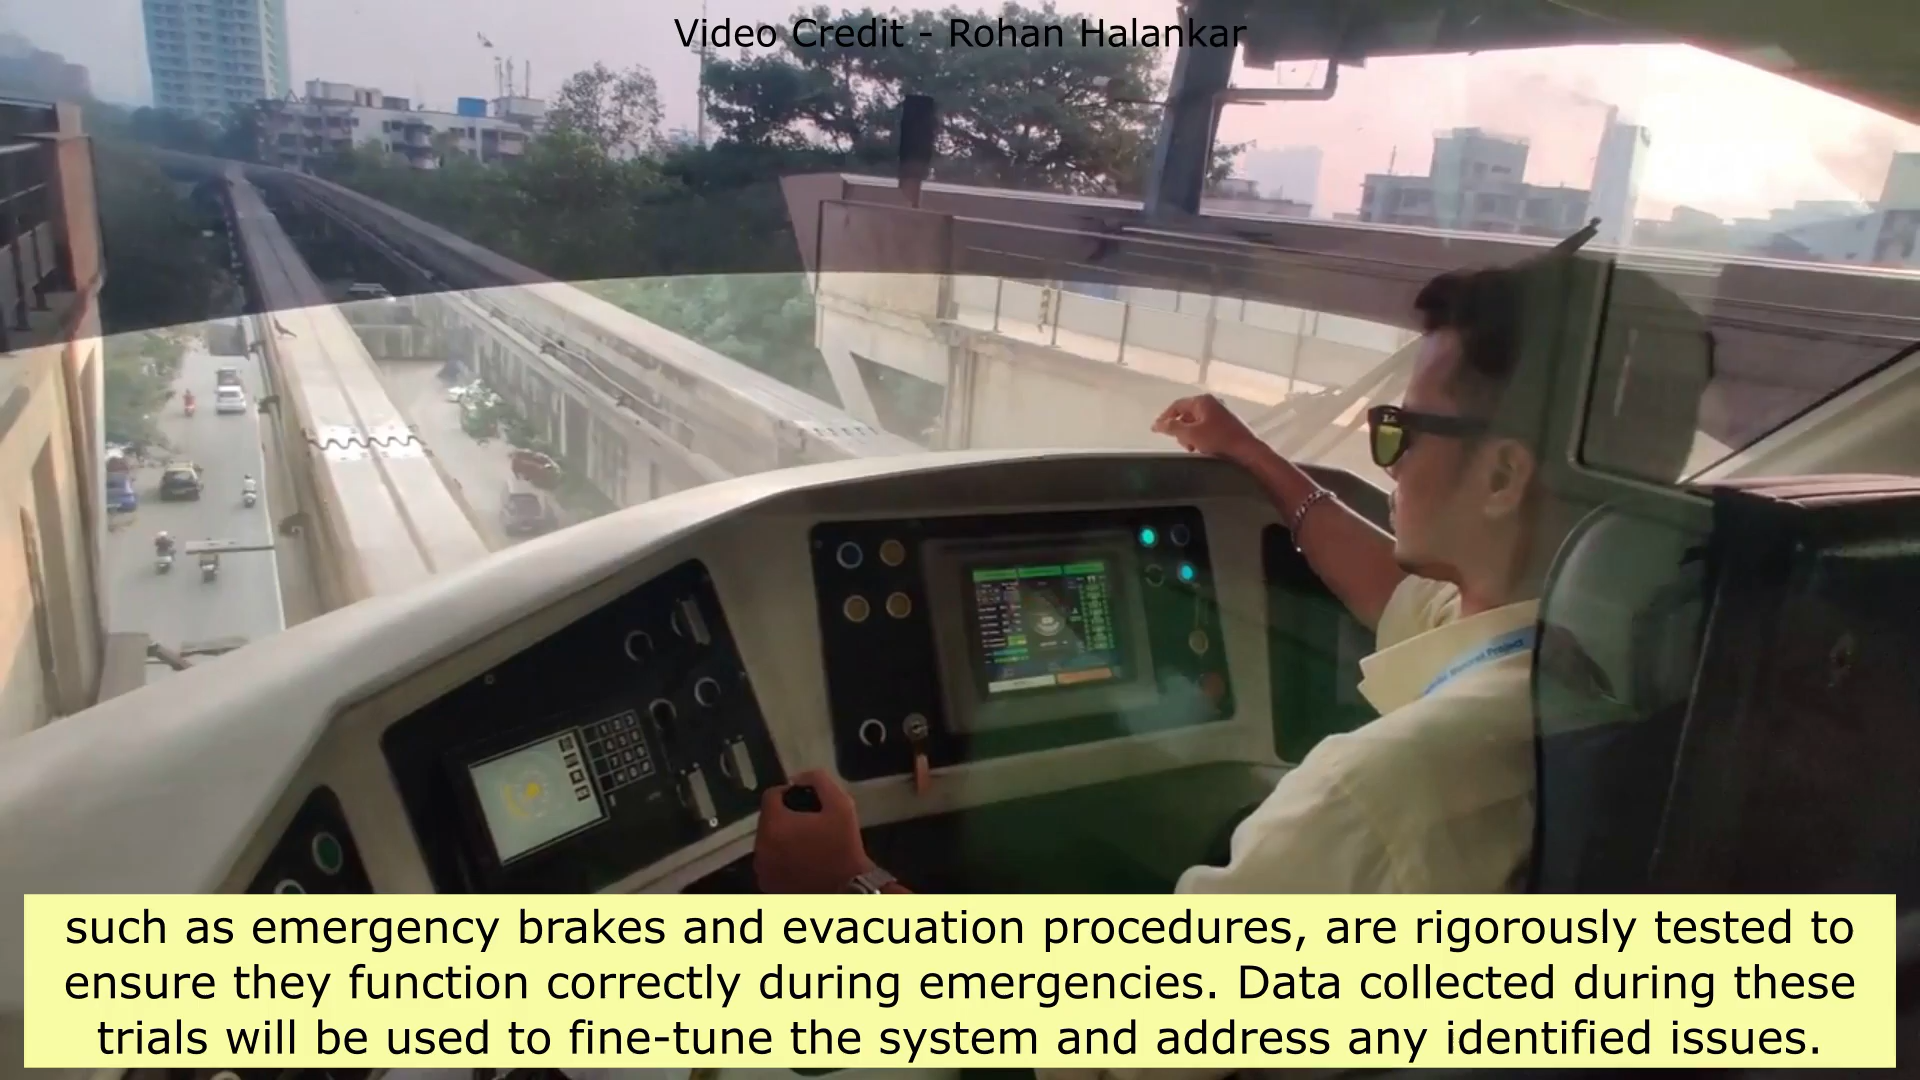 Video Credit - Rohan Halankar
Monorail Project
such as emergency brakes and evacuation procedures, are rigorously tested to
ensure they function correctly during emergencies. Data collected during these
trials will be used to fine-tune the system and address any identified issues.